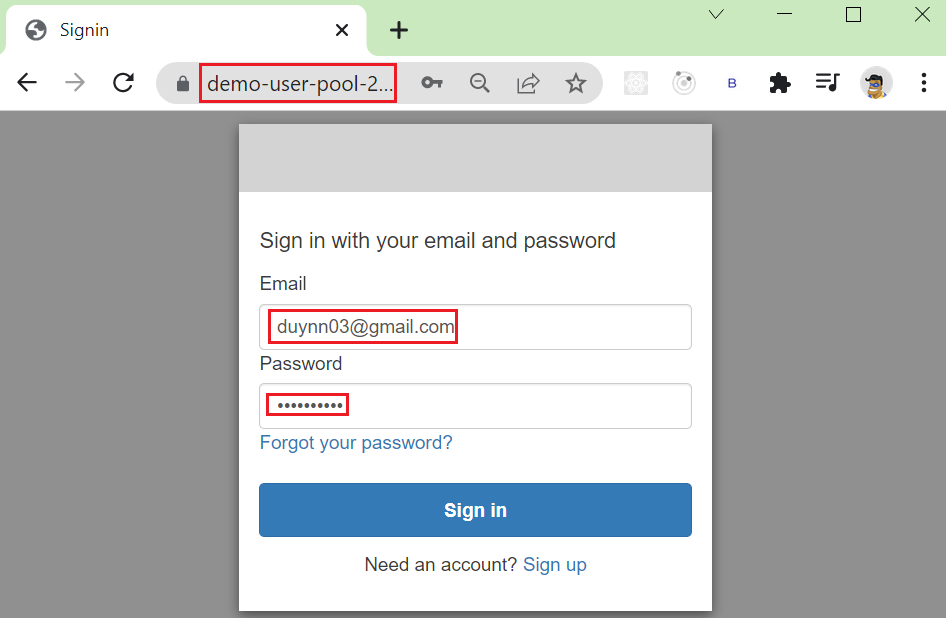 Signin
demo-user-pool-2...
B
Sign in with your email and password
Email
duynn03@gmail.com
Password
••••••••••
Forgot your password?
Sign in
Need an account? Sign up